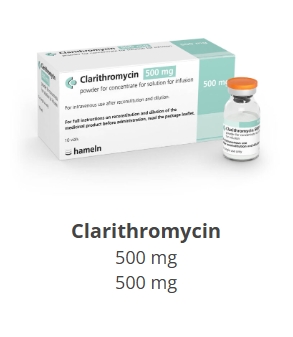 Clarithromycin 500 mg
powder for concentrate for solution for infusion
For intravenous use after reconstitution and dilution.
For full instructions on reconstitution and dilution of the
medicinal product before administration, read the package leaflet.
10 vials
hameln
500 m
Clarithromycin
Clarithromycin
500 mg
500 mg